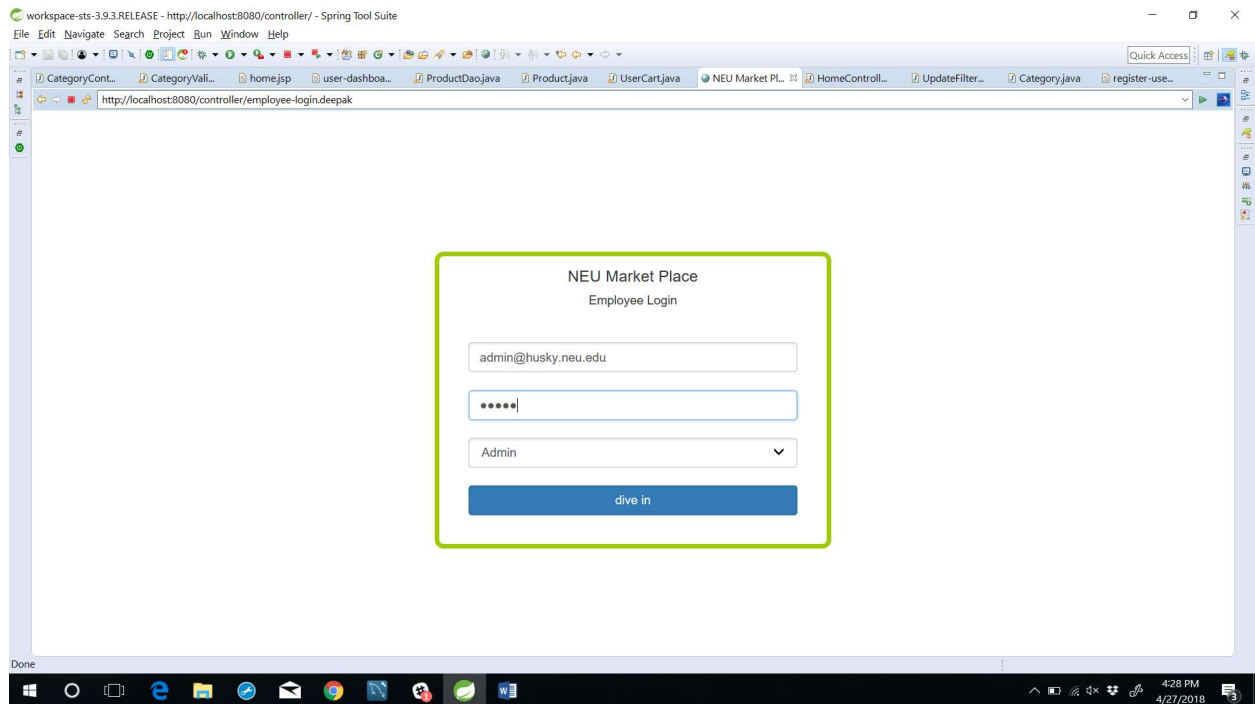 workspace-sts-3.9.3.RELEASE - http://localhost:8080/controller/ - Spring Tool Suite
File Edit Navigate Search Project Run Window Help
Quick Access
CategoryCont... CategoryVali... home.jsp user-dashboa... ProductDao.java Product.java UserCart.java NEU Market Pl... HomeControll... UpdateFilter... Category.java register-use...
http://localhost:8080/controller/employee-login.deepak
NEU Market Place
Employee Login
admin@husky.neu.edu
•••••
Admin
dive in
Done
4:28 PM
4/27/2018